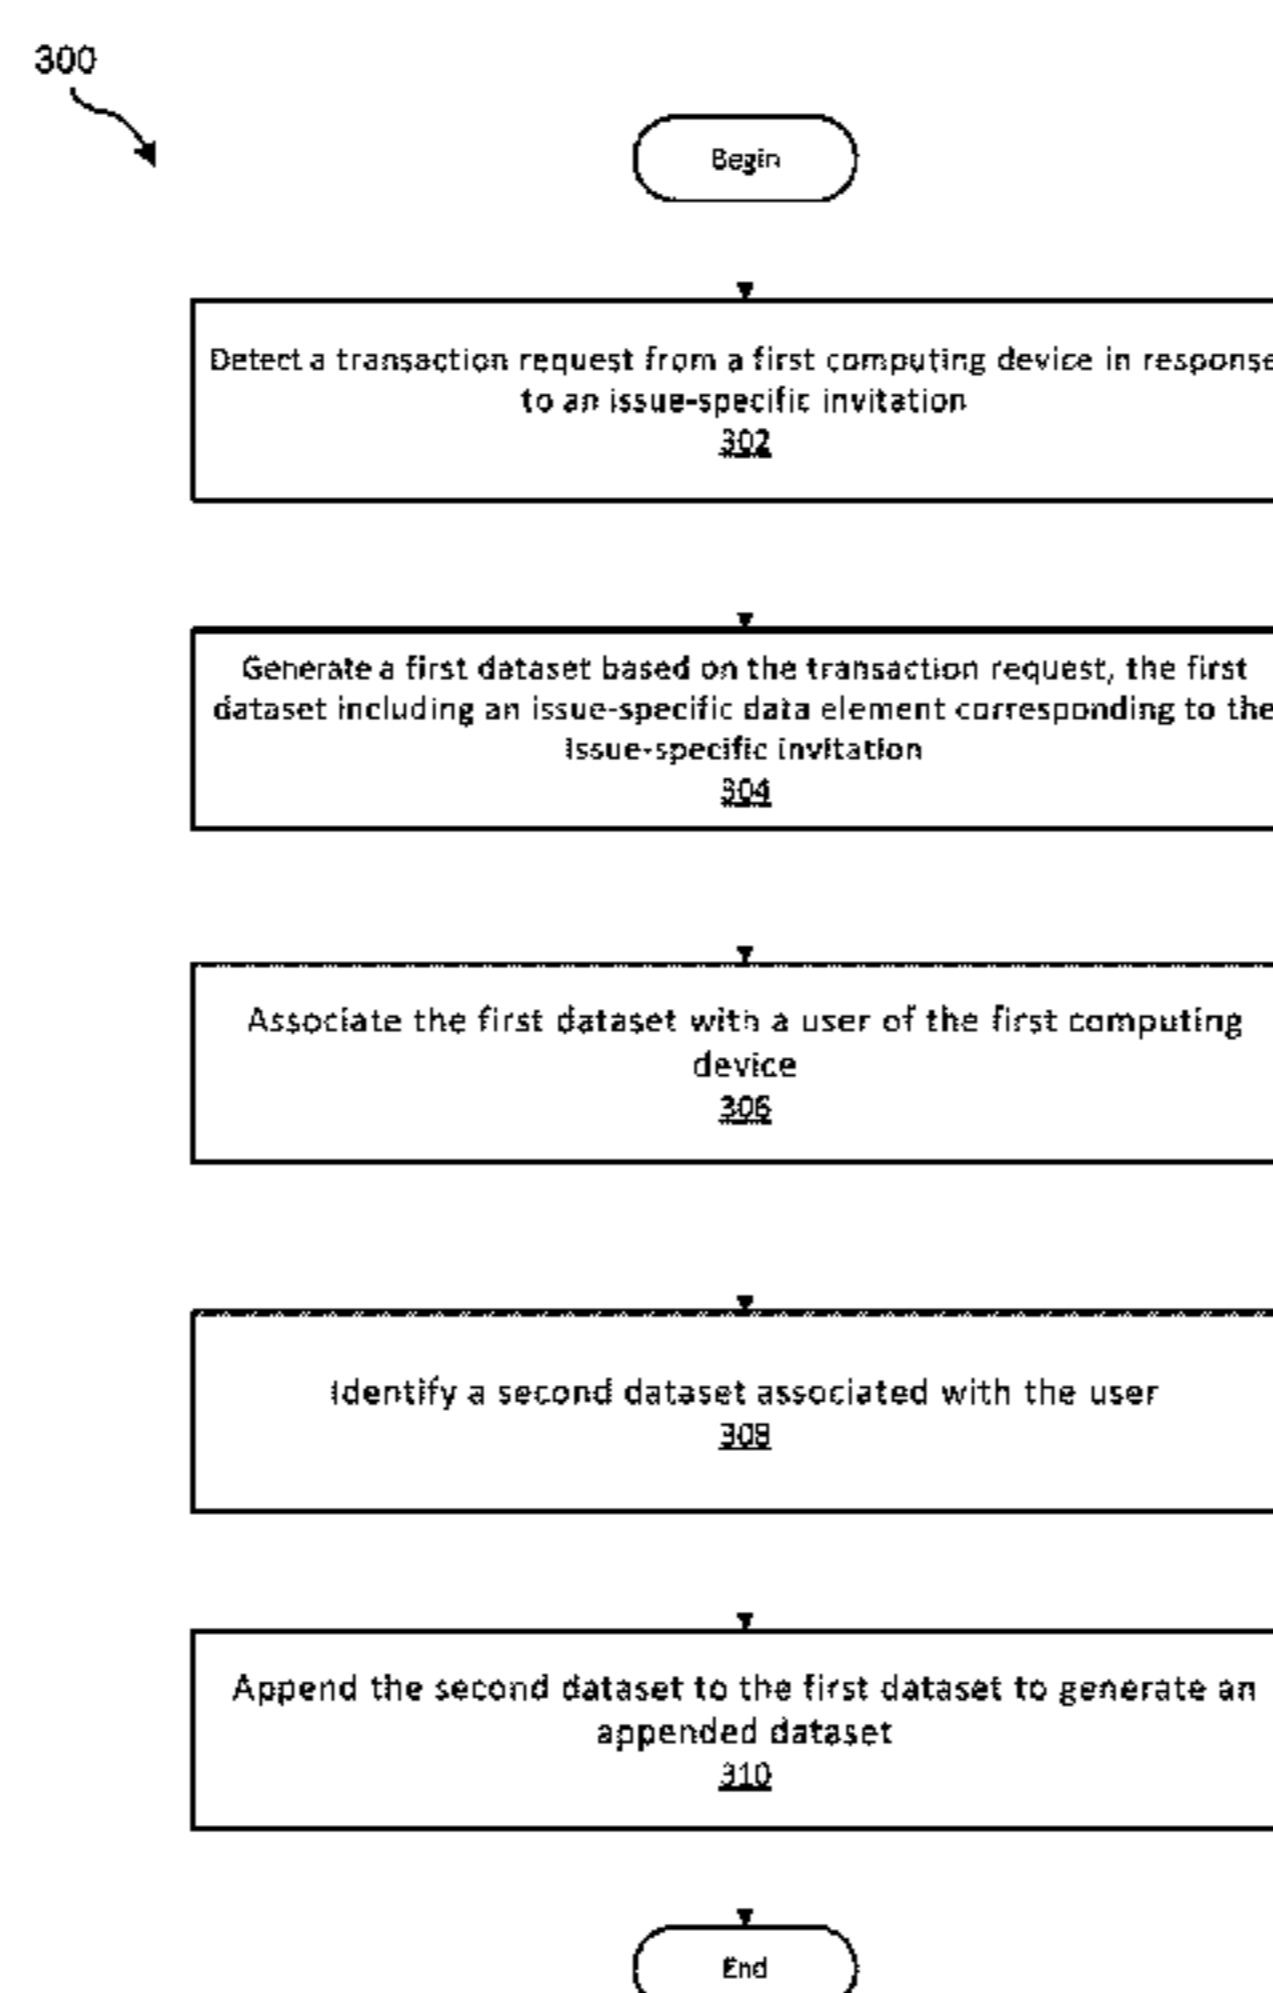 300
Begin
Detect a transaction request from a first computing device in response
to an issue-specific invitation
302
Generate a first dataset based on the transaction request, the first
dataset including an issue-specific data element corresponding to the
issue-specific invitation
304
Associate the first dataset with a user of the first computing
device
306
Identify a second dataset associated with the user
308
Append the second dataset to the first dataset to generate an
appended dataset
310
End